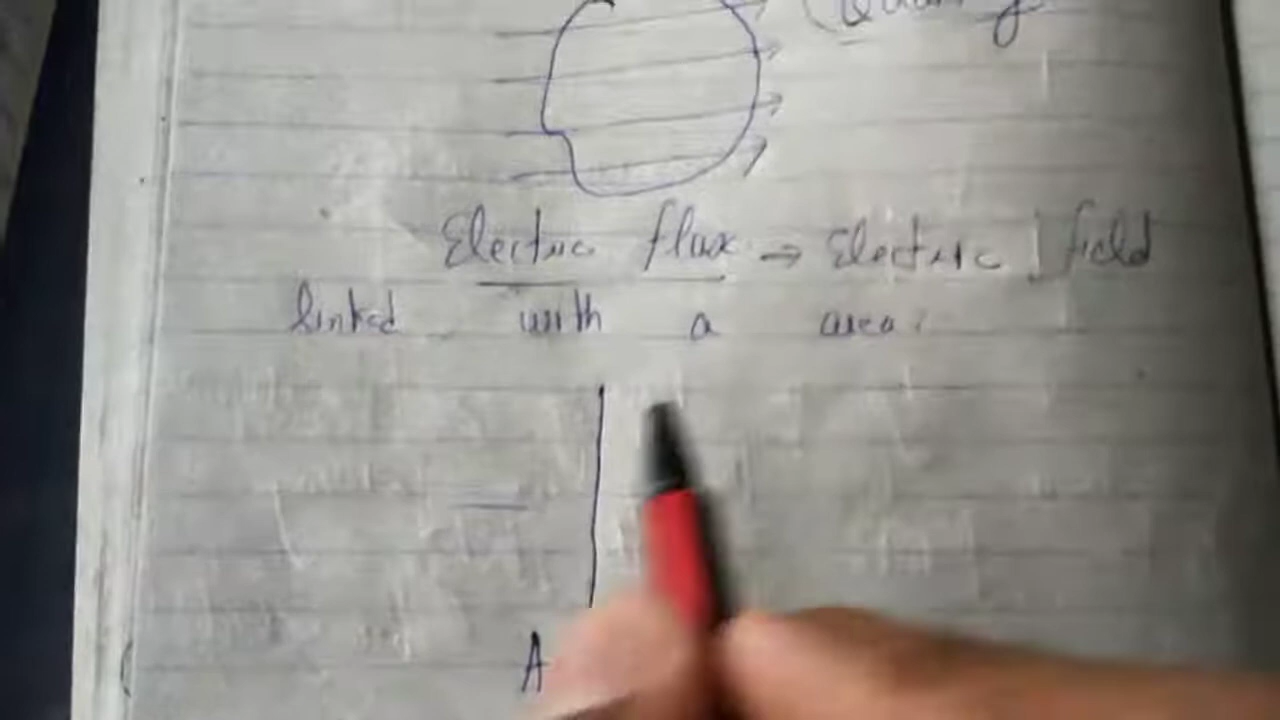 Electric flux → Electric field
linked with a area.
A